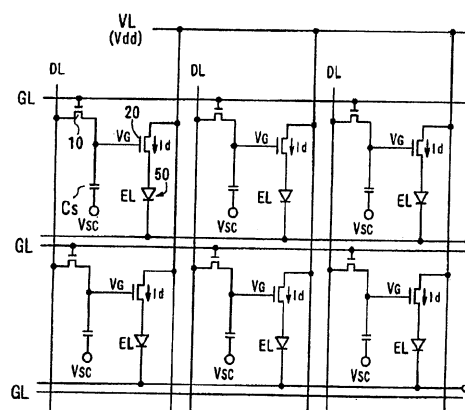 VL
(Vdd)
DL DL DL
GL
10 20 VG Id VG Id VG Id
Cs EL 50 EL EL
VSC VSC VSC
GL
VG Id VG Id VG Id
EL EL EL
VSC VSC VSC
GL